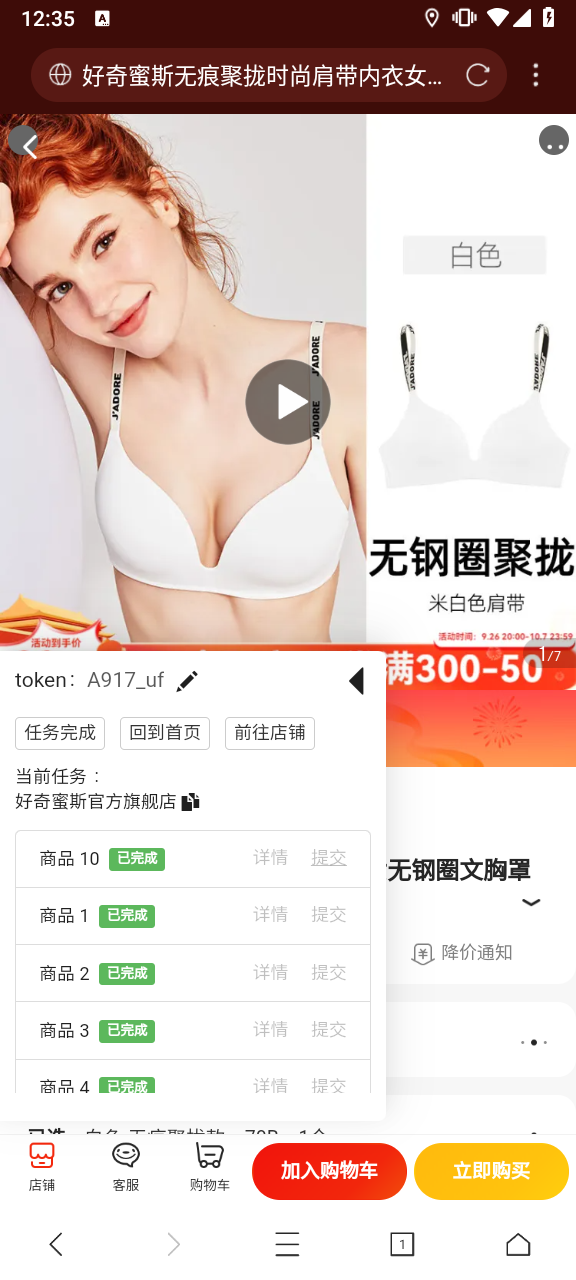 12:35
A
好奇蜜斯无痕聚拢时尚肩带内衣女...
白色
J'ADORE
J'ADORE
J'ADORE
J'ADORE
无钢圈聚拢
米白色肩带
活动时间：9.26 20:00-10.7 23:59
活动到手价
满300-50
1/7
token： A917_uf
任务完成
回到首页
前往店铺
当前任务：
好奇蜜斯官方旗舰店
商品 10 已完成 详情 提交
商品 1 已完成 详情 提交
商品 2 已完成 详情 提交
商品 3 已完成 详情 提交
商品 4 已完成 详情 提交
无钢圈文胸罩
降价通知
店铺
客服
购物车
加入购物车
立即购买
1